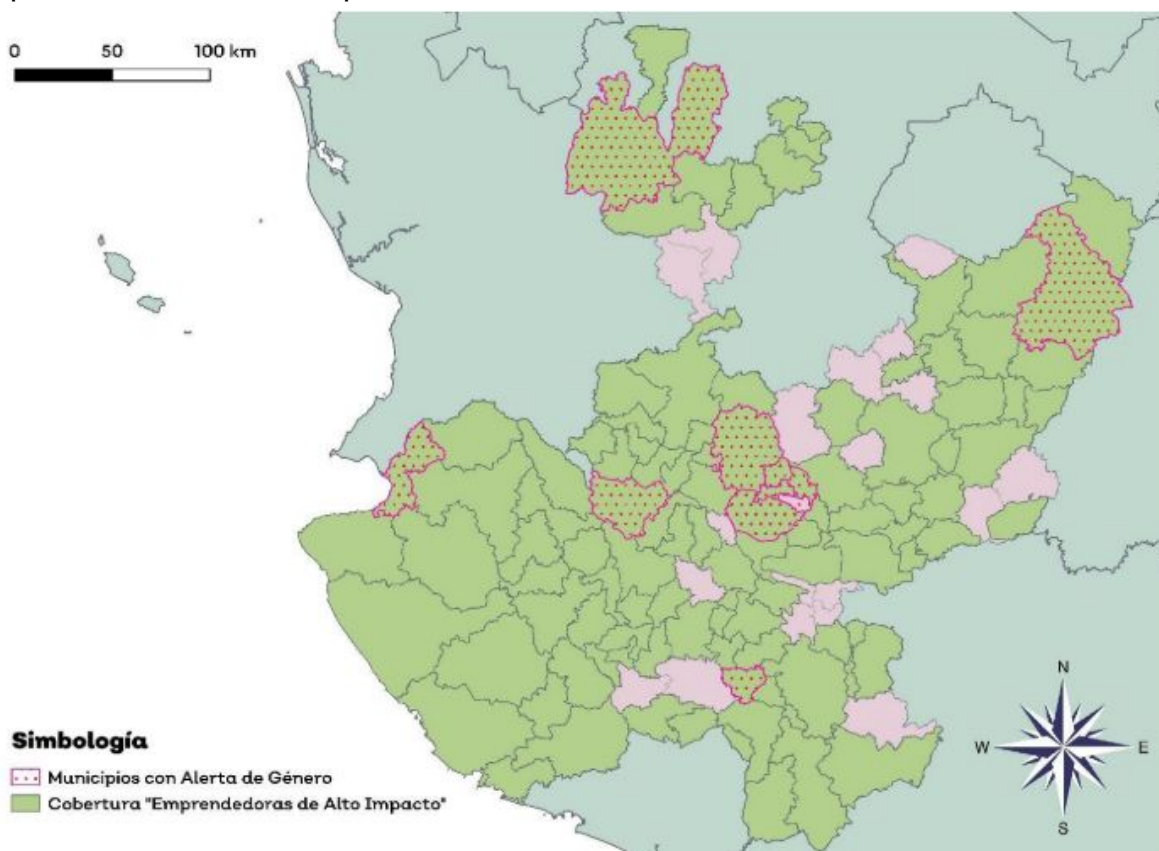 0 50 100 km
N
W E
S
Simbología
Municipios con Alerta de Género
Cobertura "Emprendedoras de Alto Impacto"